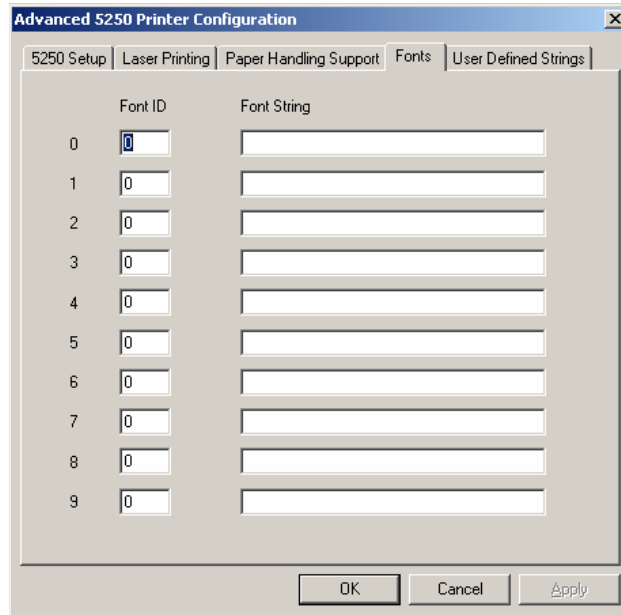 Advanced 5250 Printer Configuration
5250 Setup Laser Printing Paper Handling Support Fonts User Defined Strings
Font ID Font String
0 0
1 0
2 0
3 0
4 0
5 0
6 0
7 0
8 0
9 0
OK Cancel Apply